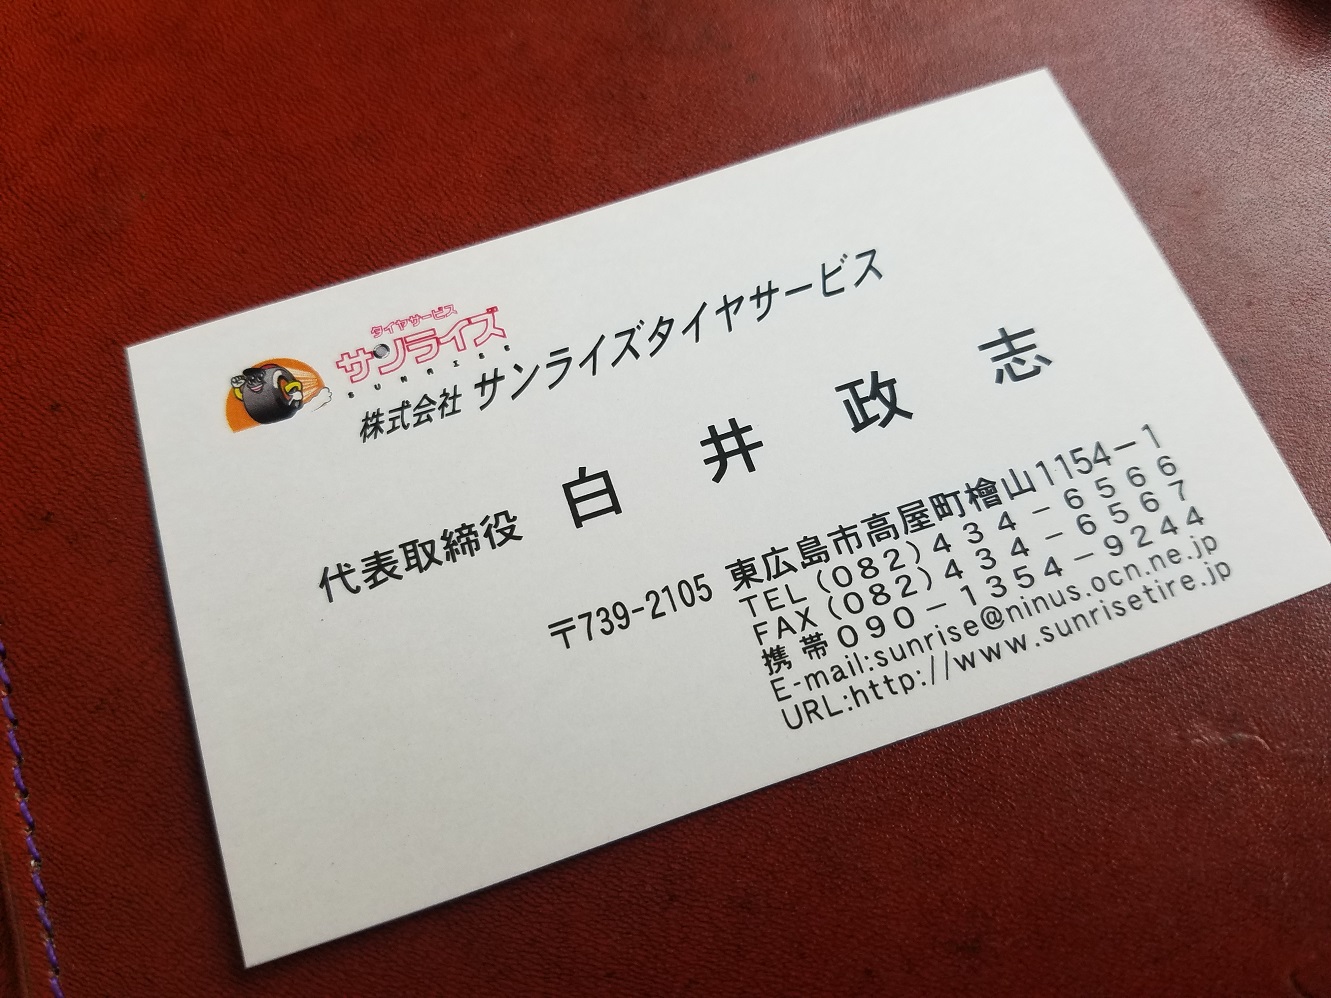 タイヤサービス
サンライズ
SUNRISE
株式会社 サンライズタイヤサービス
代表取締役 白井政志
〒739-2105 東広島市高屋町檜山1154-1
TEL(082)434-6566
FAX(082)434-6567
携帯090-1354-9244
E-mail:sunrise@ninus.ocn.ne.jp
URL:http://www.sunrisetire.jp